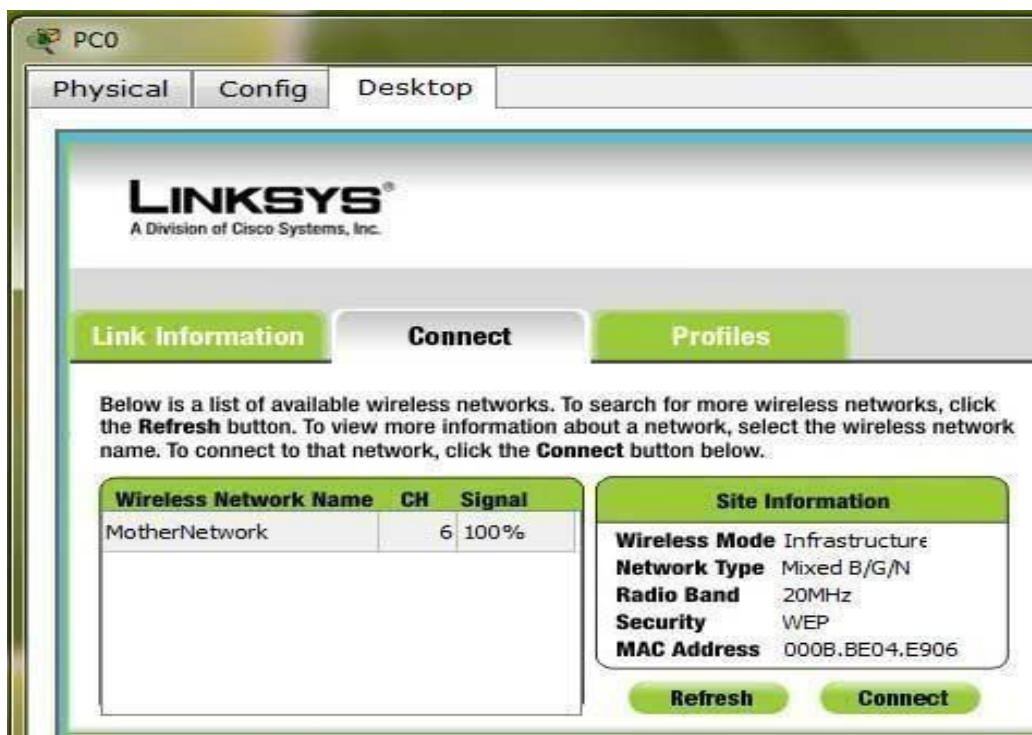 PC0
Physical Config Desktop
LINKSYS®
A Division of Cisco Systems, Inc.
Link Information Connect Profiles
Below is a list of available wireless networks. To search for more wireless networks, click
the Refresh button. To view more information about a network, select the wireless network
name. To connect to that network, click the Connect button below.
Wireless Network Name CH Signal
MotherNetwork 6 100%
Site Information
Wireless Mode Infrastructure
Network Type Mixed B/G/N
Radio Band 20MHz
Security WEP
MAC Address 000B.BE04.E906
Refresh Connect